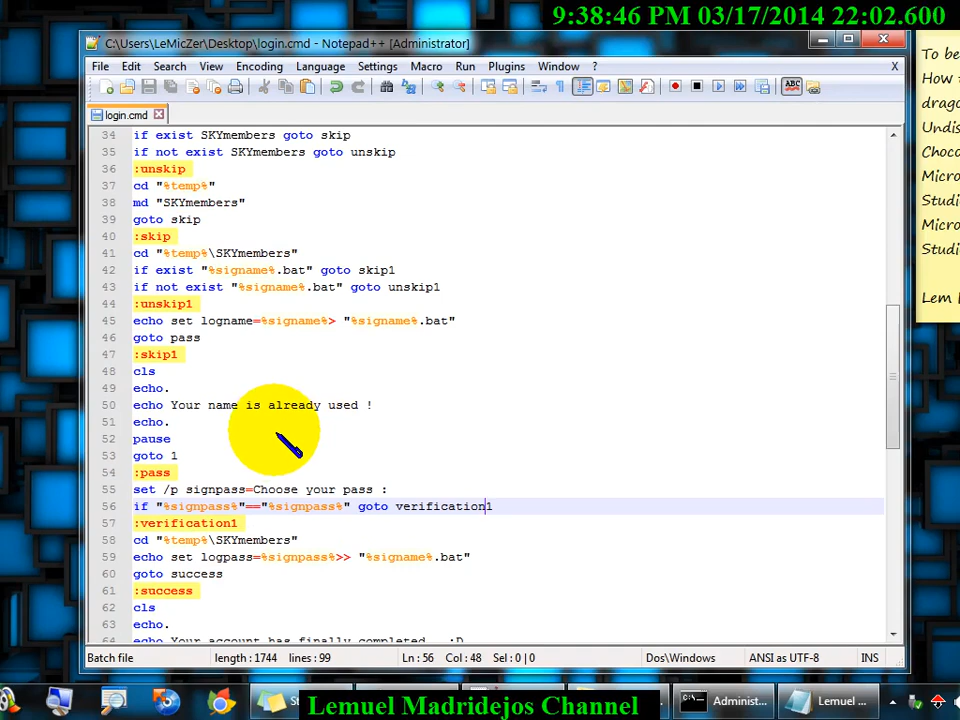 9:38:46 PM 03/17/2014 22:02.600
C:\Users\LeMicZer\Desktop\login.cmd - Notepad++ [Administrator]
File Edit Search View Encoding Language Settings Macro Run Plugins Window ? X
login.cmd
34 if exist SKYmembers goto skip
35 if not exist SKYmembers goto unskip
36 :unskip
37 cd "%temp%"
38 md "SKYmembers"
39 goto skip
40 :skip
41 cd "%temp%\SKYmembers"
42 if exist "%signame%.bat" goto skip1
43 if not exist "%signame%.bat" goto unskip1
44 :unskip1
45 echo set logname=%signame%> "%signame%.bat"
46 goto pass
47 :skip1
48 cls
49 echo.
50 echo Your name is already used !
51 echo.
52 pause
53 goto 1
54 :pass
55 set /p signpass=Choose your pass :
56 if "%signpass%"=="%signpass%" goto verification1
57 :verification1
58 cd "%temp%\SKYmembers"
59 echo set logpass=%signpass%>> "%signame%.bat"
60 goto success
61 :success
62 cls
63 echo.
64 echo Your account has finally completed
Batch file length : 1744 lines : 99 Ln : 56 Col : 48 Sel : 0 | 0 Dos\Windows ANSI as UTF-8 INS
To be
How
drago
Undis
Choco
Micro
Studi
Micro
Studi
Lem
Administ...
Lemuel ...
Lemuel Madridejos Channel